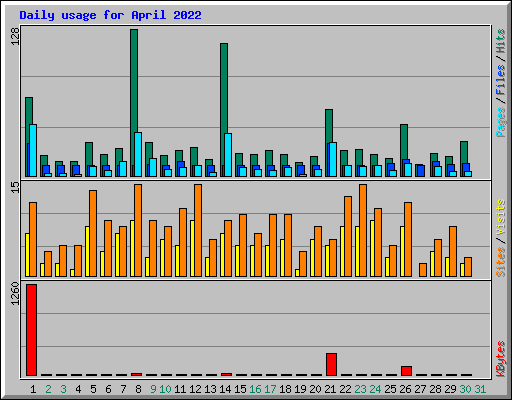 Daily usage for April 2022
128
Pages / Files / Hits
15
Sites / Visits
1260
KBytes
1 2 3 4 5 6 7 8 9 10 11 12 13 14 15 16 17 18 19 20 21 22 23 24 25 26 27 28 29 30 31